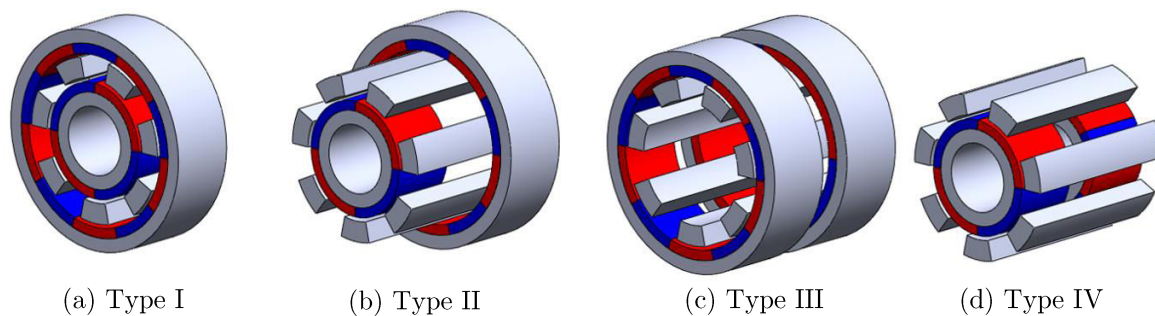 (a) Type I
(b) Type II
(c) Type III
(d) Type IV